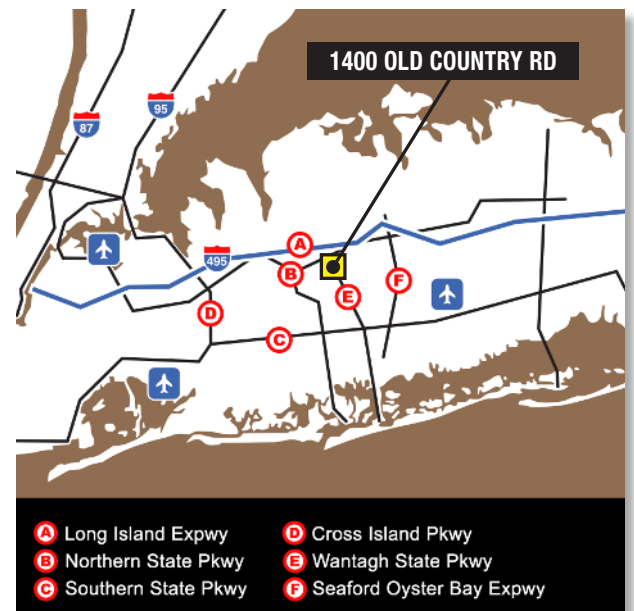 1400 OLD COUNTRY RD
95
87
A
495
B
F
E
D
C
A Long Island Expwy
B Northern State Pkwy
C Southern State Pkwy
D Cross Island Pkwy
E Wantagh State Pkwy
F Seaford Oyster Bay Expwy